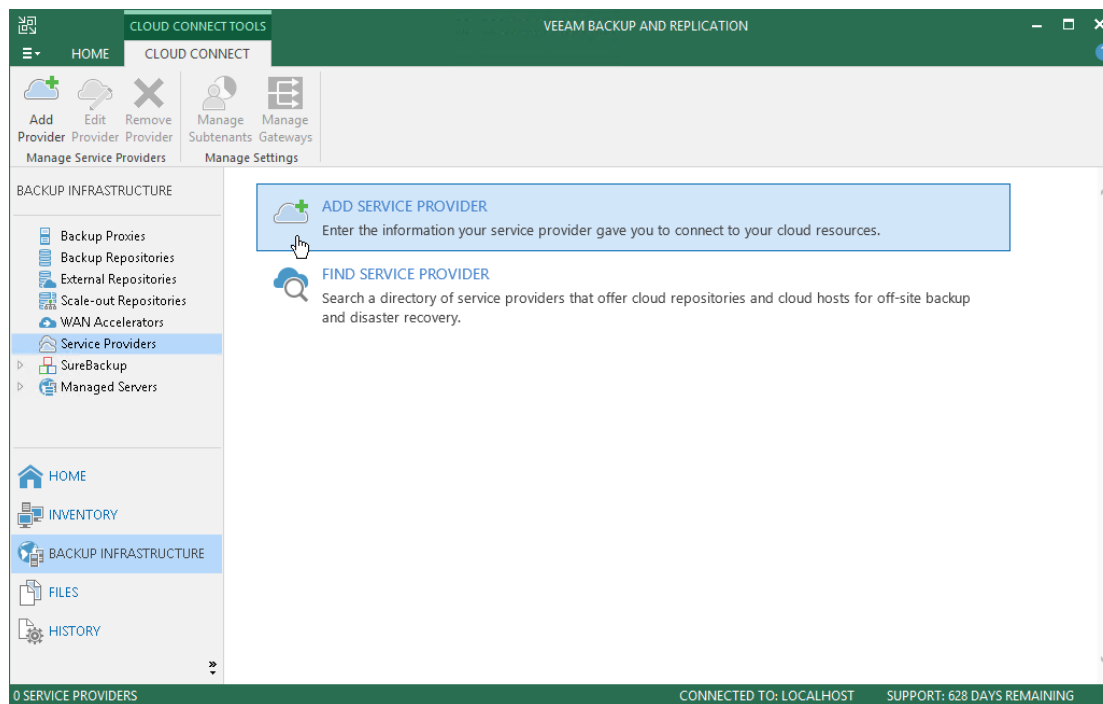 CLOUD CONNECT TOOLS
VEEAM BACKUP AND REPLICATION
HOME
CLOUD CONNECT
Add Provider
Edit Provider
Remove Provider
Manage Subtenants
Manage Gateways
Manage Service Providers
Manage Settings
BACKUP INFRASTRUCTURE
Backup Proxies
Backup Repositories
External Repositories
Scale-out Repositories
WAN Accelerators
Service Providers
SureBackup
Managed Servers
HOME
INVENTORY
BACKUP INFRASTRUCTURE
FILES
HISTORY
ADD SERVICE PROVIDER
Enter the information your service provider gave you to connect to your cloud resources.
FIND SERVICE PROVIDER
Search a directory of service providers that offer cloud repositories and cloud hosts for off-site backup
and disaster recovery.
0 SERVICE PROVIDERS
CONNECTED TO: LOCALHOST
SUPPORT: 628 DAYS REMAINING